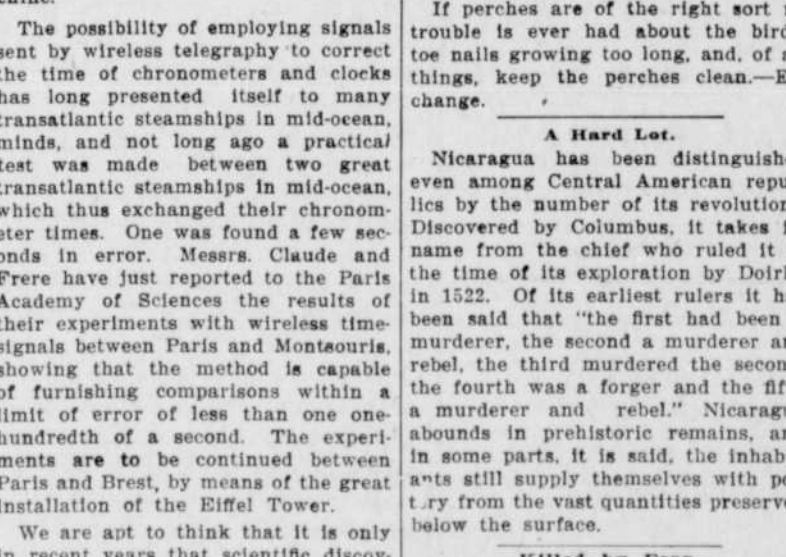 The possibility of employing signals
sent by wireless telegraphy to correct
the time of chronometers and clocks
has long presented itself to many
transatlantic steamships in mid-ocean,
minds, and not long ago a practical
test was made between two great
transatlantic steamships in mid-ocean,
which thus exchanged their chronom-
eter times. One was found a few sec-
onds in error. Messrs. Claude and
Frere have just reported to the Paris
Academy of Sciences the results of
their experiments with wireless time-
signals between Paris and Montsouris,
showing that the method is capable
of furnishing comparisons within a
limit of error of less than one one-
hundredth of a second. The experi-
ments are to be continued between
Paris and Brest, by means of the great
installation of the Eiffel Tower.
We are apt to think that it is only
in recent years that scientific discov-
If perches are of the right sort
trouble is ever had about the bird
toe nails growing too long, and, of
things, keep the perches clean.—E
change.
A Hard Lot.
Nicaragua has been distinguish
even among Central American repu
lics by the number of its revolution
Discovered by Columbus, it takes i
name from the chief who ruled it
the time of its exploration by Doirl
in 1522. Of its earliest rulers it h
been said that "the first had been
murderer, the second a murderer an
rebel, the third murdered the secon
the fourth was a forger and the fif
a murderer and rebel." Nicaragu
abounds in prehistoric remains, an
in some parts, it is said, the inhab
ants still supply themselves with po
t.ry from the vast quantities preserve
below the surface.